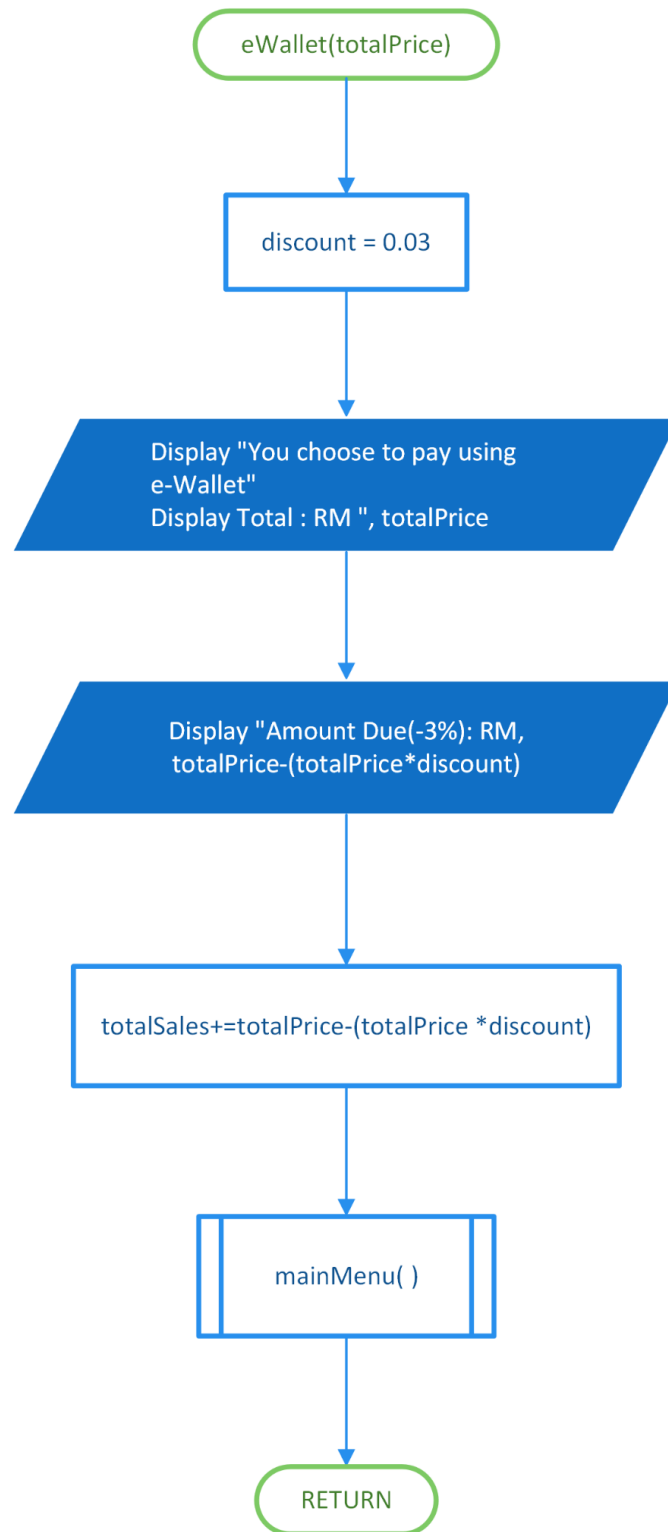 eWallet(totalPrice)
discount = 0.03
Display "You choose to pay using
e-Wallet"
Display Total : RM ", totalPrice
Display "Amount Due(-3%): RM,
totalPrice-(totalPrice*discount)
totalSales+=totalPrice-(totalPrice *discount)
mainMenu( )
RETURN